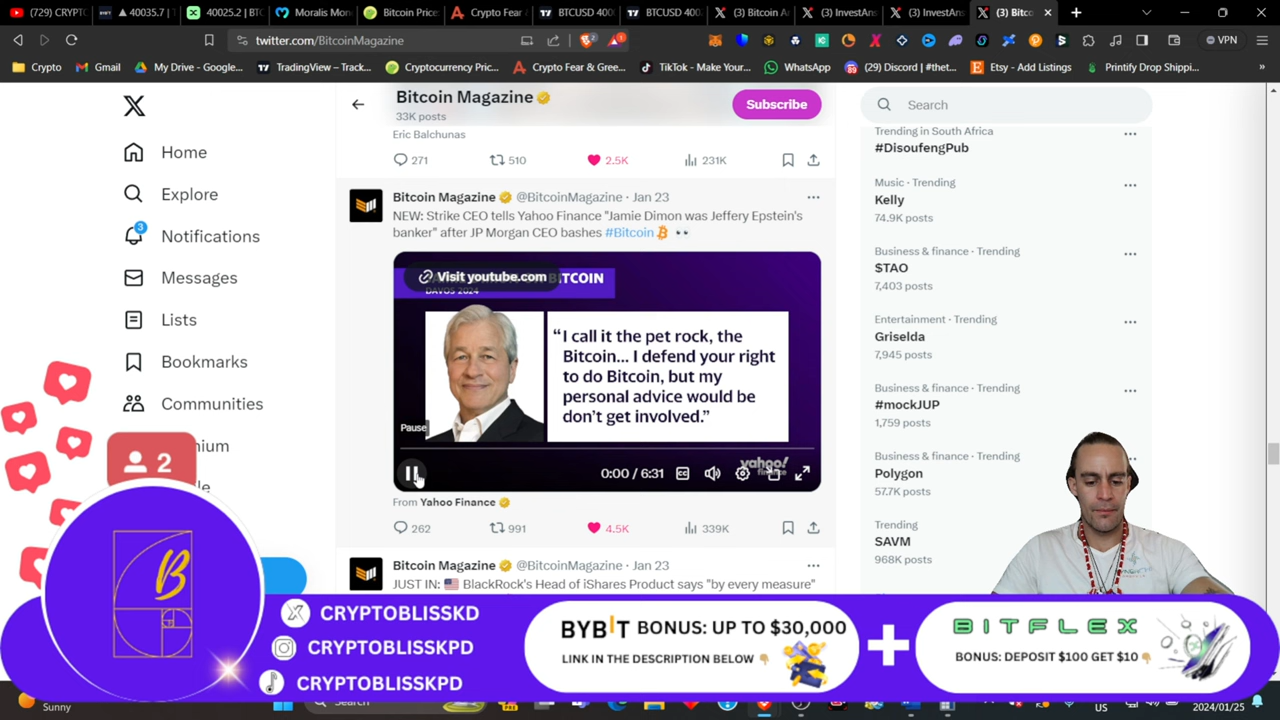 (729) CRYPT
40035.7 | T
40025.2 | BT
Moralis Mon
Bitcoin Price
Crypto Fear &
BTCUSD 400
BTCUSD 400
(3) Bitcoin A
(3) InvestAns
(3) InvestAns
(3) Bitco
twitter.com/BitcoinMagazine
VPN
Crypto
Gmail
My Drive - Google...
TradingView – Track...
Cryptocurrency Pric...
Crypto Fear & Gree...
TikTok - Make Your...
WhatsApp
(29) Discord | #thet...
Etsy - Add Listings
Printify Drop Shippi...
Home
Explore
3
Notifications
Messages
Lists
Bookmarks
Communities
mium
2
Bitcoin Magazine
33K posts
Subscribe
Eric Balchunas
271
510
2.5K
231K
Bitcoin Magazine @BitcoinMagazine · Jan 23
NEW: Strike CEO tells Yahoo Finance "Jamie Dimon was Jeffery Epstein's
banker" after JP Morgan CEO bashes #Bitcoin
Visit youtube.com
BITCOIN
DAVOS 2024
“I call it the pet rock, the
Bitcoin... I defend your right
to do Bitcoin, but my
personal advice would be
don’t get involved.”
Pause
0:00 / 6:31
CC
yahoo!
finance
From Yahoo Finance
262
991
4.5K
339K
Bitcoin Magazine @BitcoinMagazine · Jan 23
JUST IN: BlackRock's Head of iShares Product says "by every measure"
Search
Trending in South Africa
#DisoufengPub
Music · Trending
Kelly
74.9K posts
Business & finance · Trending
$TAO
7,403 posts
Entertainment · Trending
Griselda
7,945 posts
Business & finance · Trending
#mockJUP
1,759 posts
Business & finance · Trending
Polygon
57.7K posts
Trending
SAVM
968K posts
B
CRYPTOBLISSKD
CRYPTOBLISSKPD
CRYPTOBLISSKPD
BYBIT BONUS: UP TO $30,000
LINK IN THE DESCRIPTION BELOW
+
BITFLEX
BONUS: DEPOSIT $100 GET $10
Sunny
Search
US
2024/01/25